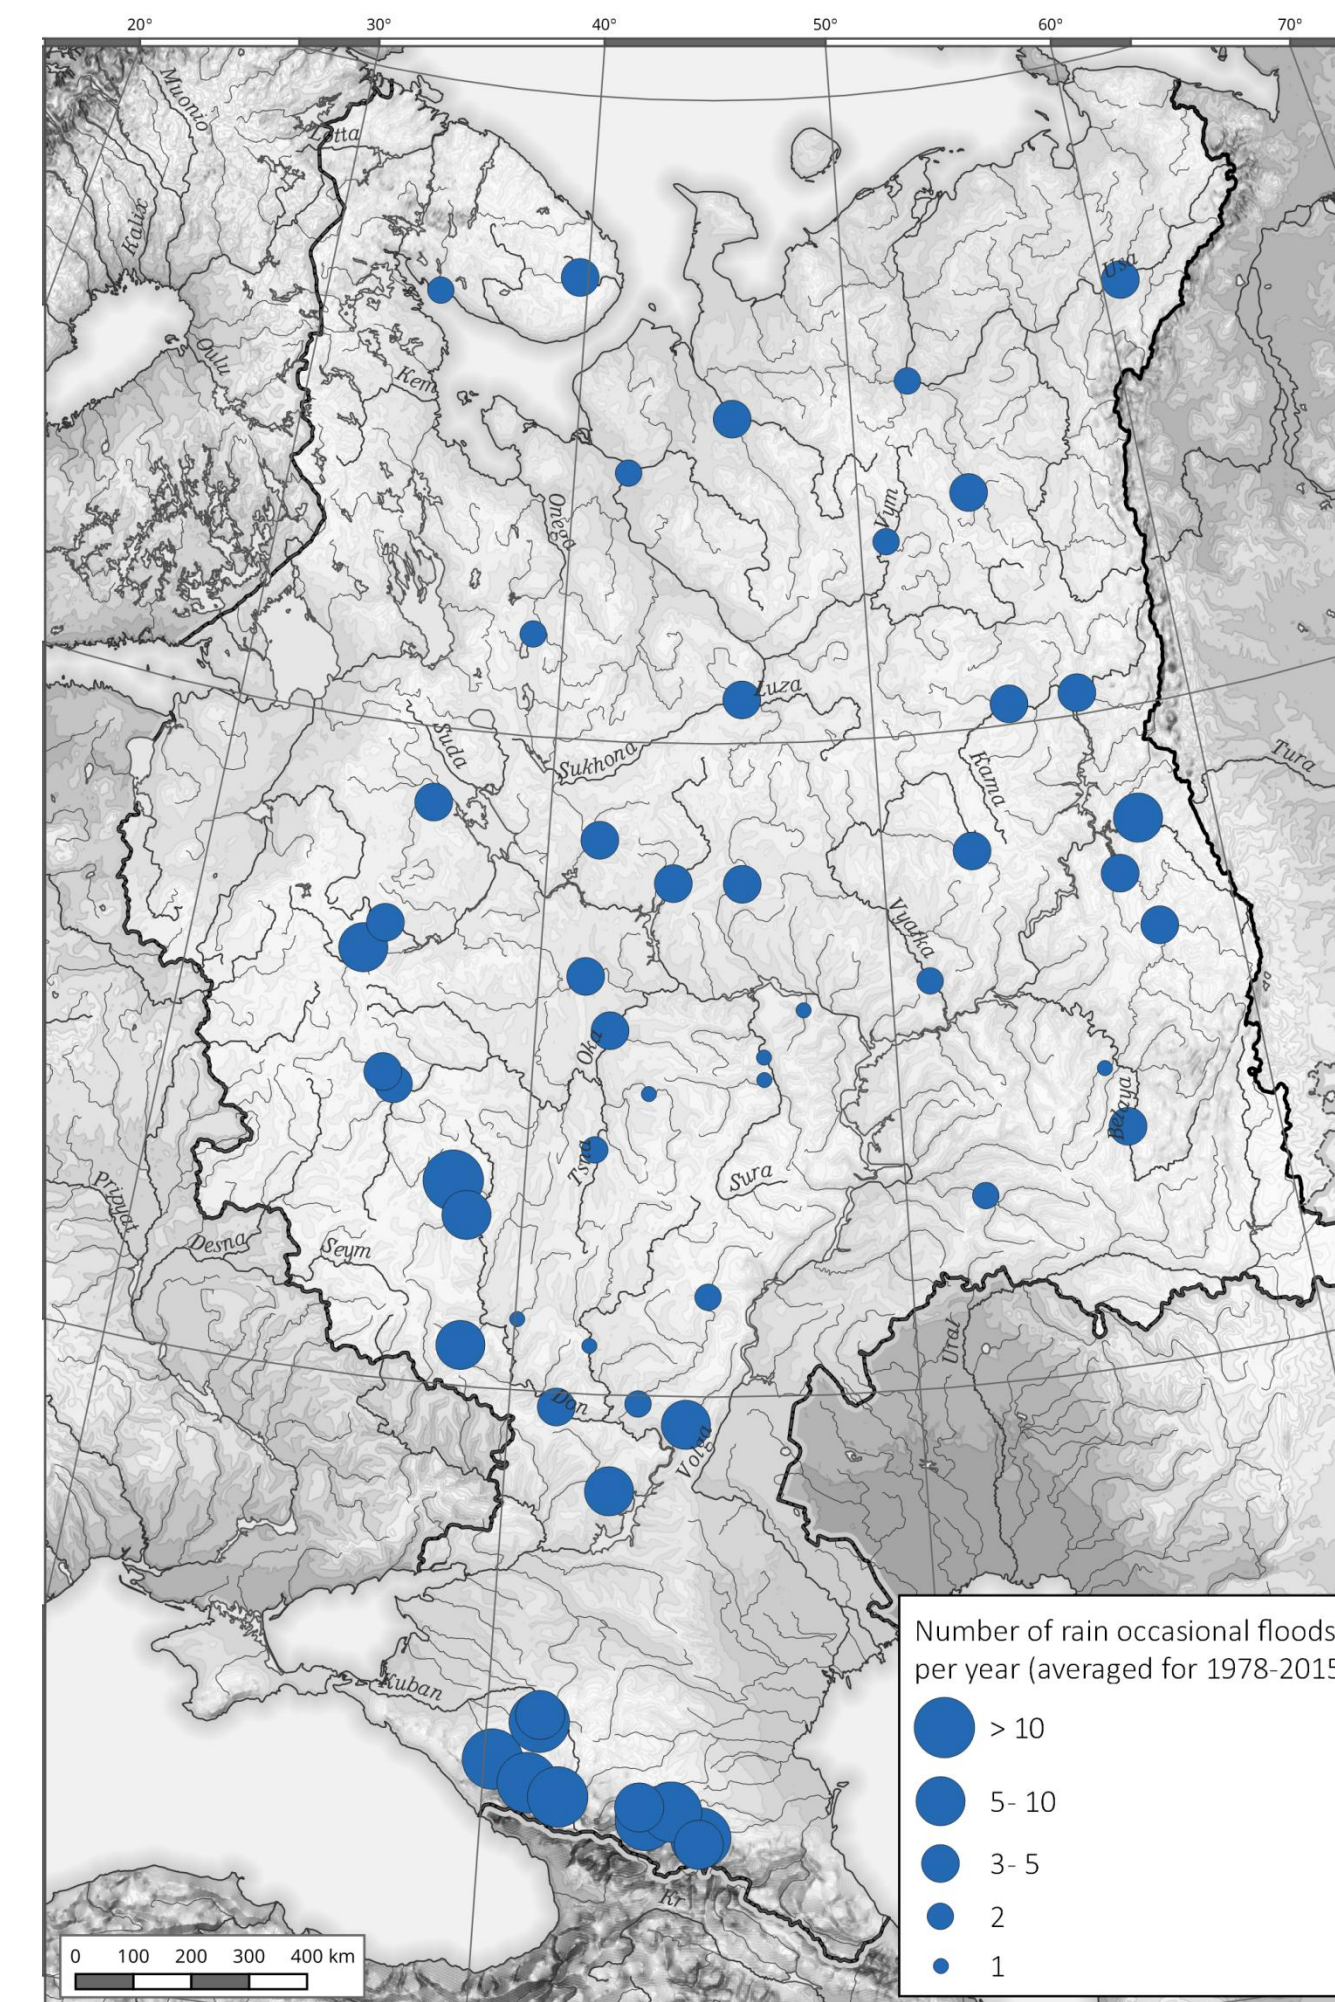 20° 30° 40° 50° 60° 70°
Muonio
Lotta
Kalix
Usa
Oulu
Kem
Onega
Vym
Luza
Suda
Sukhona
Kama
Tura
Vyatka
Oka
Belaya
Tsna
Sura
Pripyat
Desna
Seym
Ural
Don
Volga
Kuban
Kr
Number of rain occasional floods
per year (averaged for 1978-2015
> 10
5- 10
3- 5
2
1
0 100 200 300 400 km